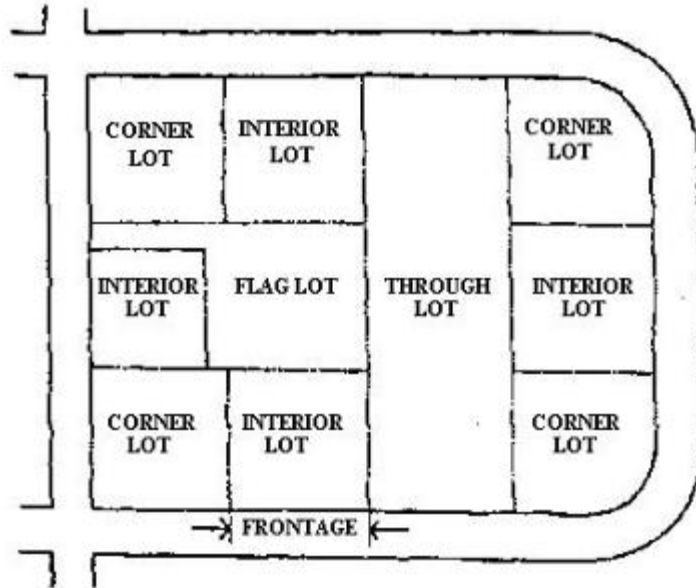 CORNER
LOT
INTERIOR
LOT
CORNER
LOT
INTERIOR
LOT
FLAG LOT
THROUGH
LOT
INTERIOR
LOT
CORNER
LOT
INTERIOR
LOT
CORNER
LOT
FRONTAGE